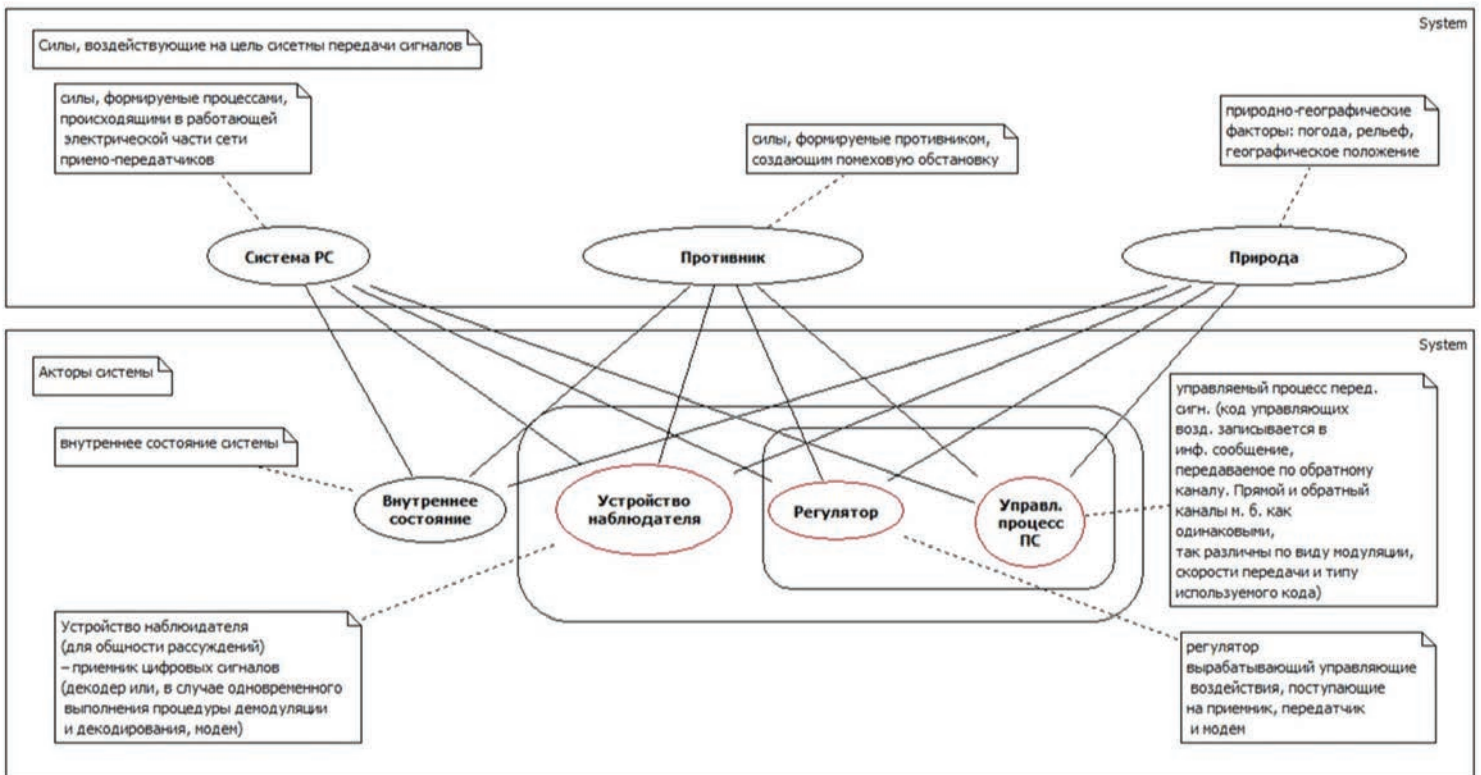 System
Силы, воздействующие на цель сисетмы передачи сигналов
силы, формируемые процессами,
происходящими в работающей
электрической части сети
приемо-передатчиков
силы, формируемые противником,
создающим помеховую обстановку
природно-географические
факторы: погода, рельеф,
географическое положение
Система РС
Противник
Природа
System
Акторы системы
внутреннее состояние системы
управляемый процесс перед.
сигн. (код управляющих
возд. записывается в
инф. сообщение,
передаваемое по обратному
каналу. Прямой и обратный
каналы м. б. как
одинаковыми,
так различны по виду модуляции,
скорости передачи и типу
используемого кода)
Внутреннее
состояние
Устройство
наблюдателя
Регулятор
Управл.
процесс
ПС
Устройство наблюидателя
(для общности рассуждений)
– приемник цифровых сигналов
(декодер или, в случае одновременного
выполнения процедуры демодуляции
и декодирования, модем)
регулятор
вырабатывающий управляющие
воздействия, поступающие
на приемник, передатчик
и модем